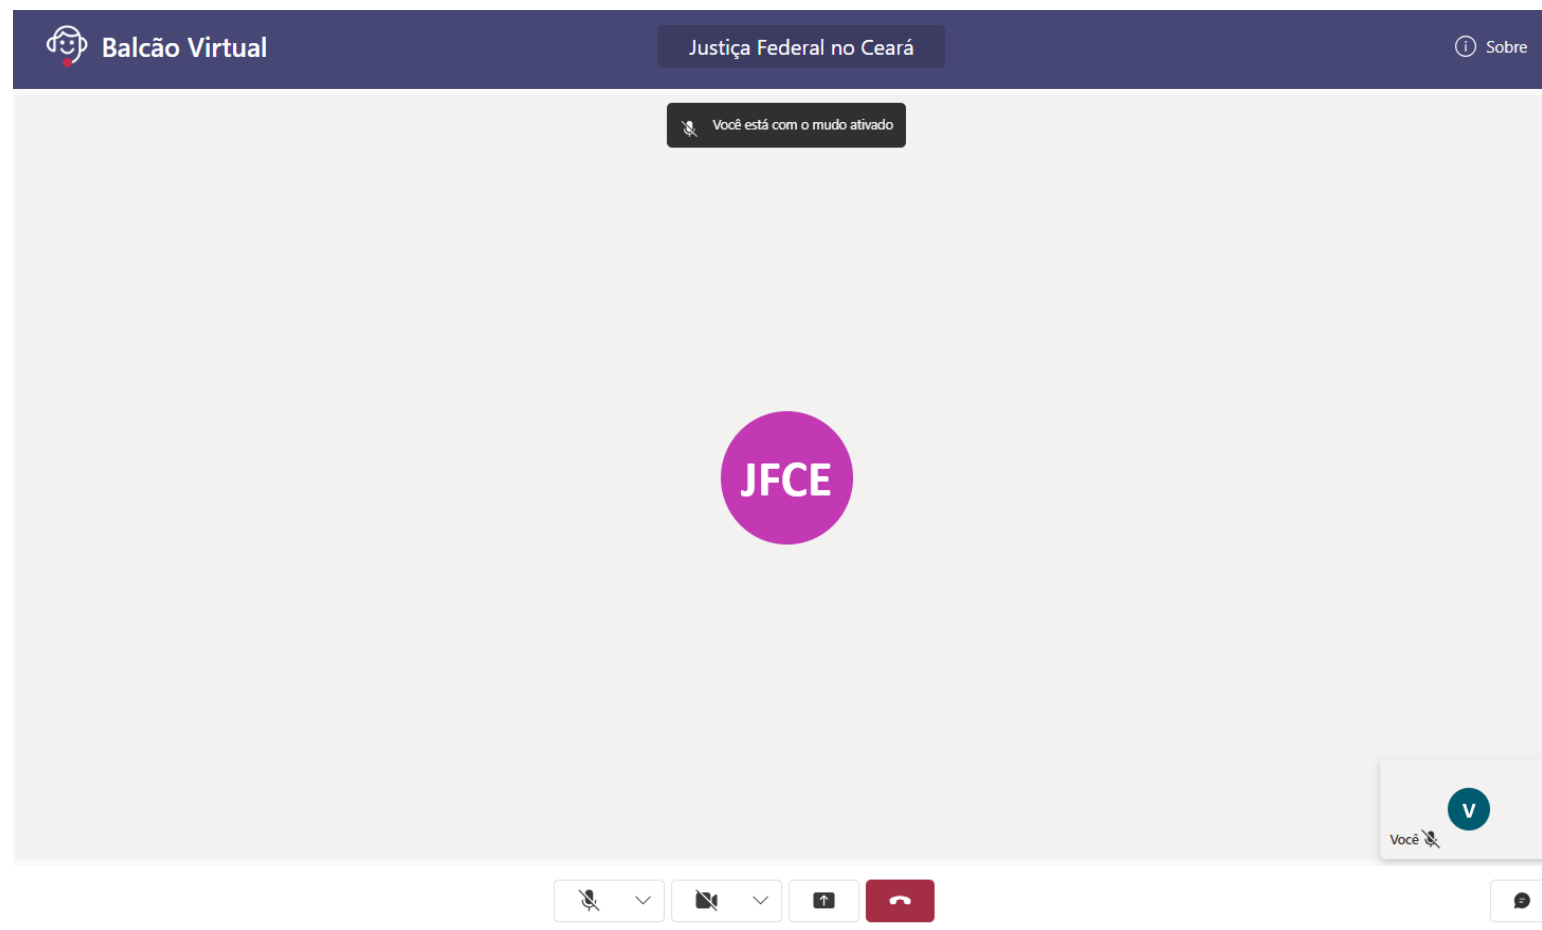 Balcão Virtual
Justiça Federal no Ceará
Sobre
Você está com o mudo ativado
JFCE
V
Você